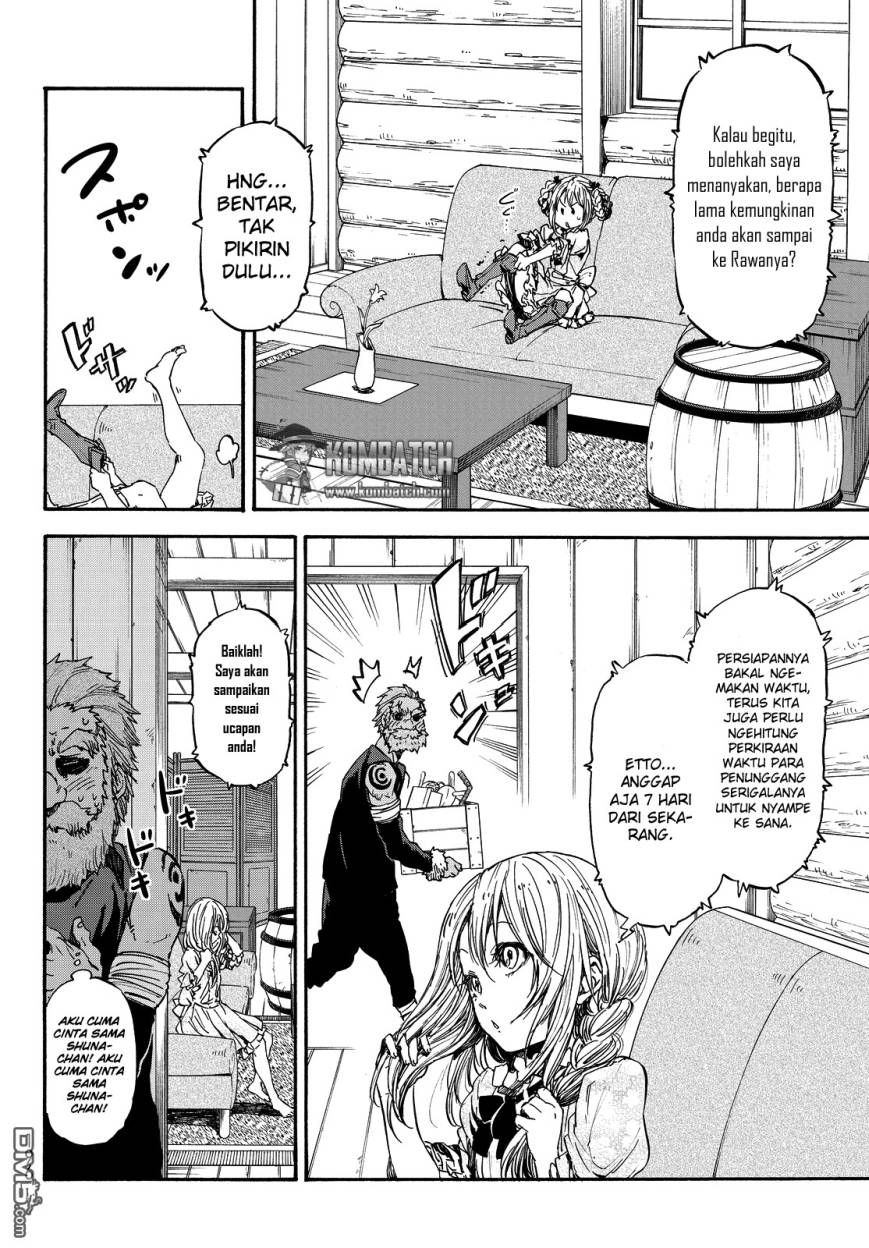 Kalau begitu,
bolehkah saya
menanyakan, berapa
lama kemungkinan
anda akan sampai
ke Rawanya?
HNG...
BENTAR,
TAK
PIKIRIN
DULU...
スポンッ
ドサッ
KOMBATCH
www.kombatch.com
PERSIAPANNYA
BAKAL NGE-
MAKAN WAKTU,
TERUS KITA
JUGA PERLU
NGEHITUNG
PERKIRAAN
WAKTU PARA
PENUNGGANG
SERIGALANYA
UNTUK NYAMPE
KE SANA.
ETTO...
ANGGAP
AJA 7 HARI
DARI SEKA-
RANG.
ドキーン
Baiklah!
Saya akan
sampaikan
sesuai
ucapan
anda!
ドキドキ
AKU CUMA
CINTA SAMA
SHUNA-
CHAN! AKU
CUMA CINTA
SAMA
SHUNA-
CHAN!